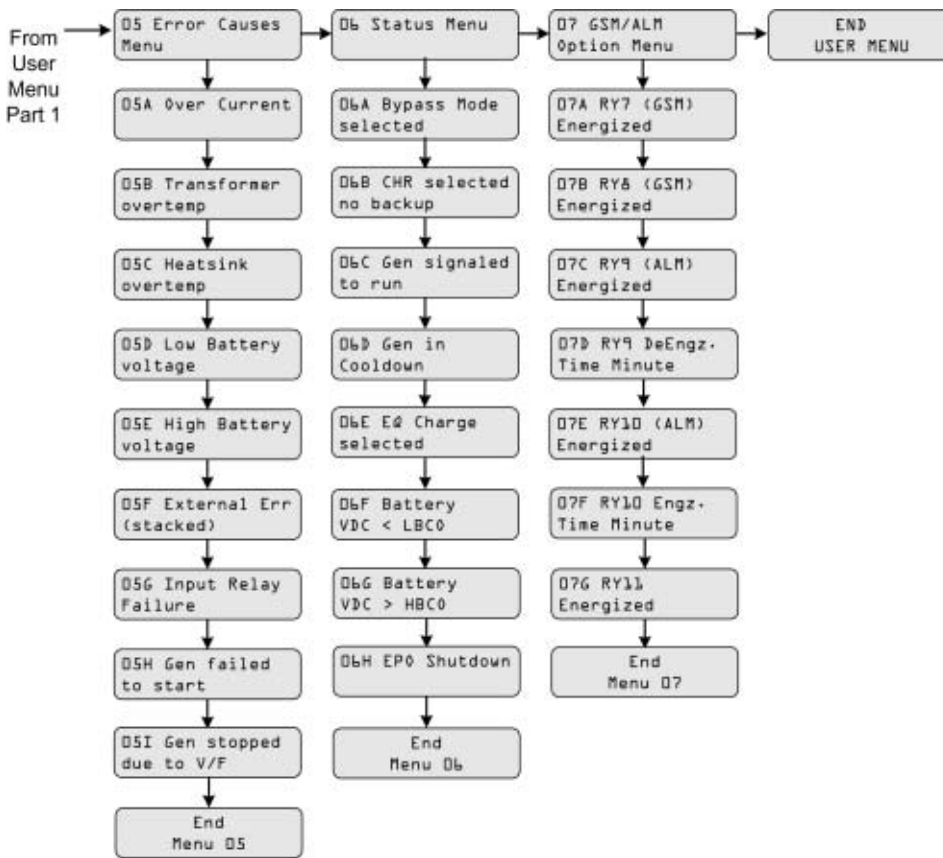 From
User
Menu
Part 1
05 Error Causes
Menu
05A Over Current
05B Transformer
overtemp
05C Heatsink
overtemp
05D Low Battery
voltage
05E High Battery
voltage
05F External Err
(stacked)
05G Input Relay
Failure
05H Gen failed
to start
05I Gen stopped
due to V/F
End
Menu 05
06 Status Menu
06A Bypass Mode
selected
06B CHR selected
no backup
06C Gen signaled
to run
06D Gen in
Cooldown
06E EQ Charge
selected
06F Battery
VDC < LBCO
06G Battery
VDC > HBCO
06H EPO Shutdown
End
Menu 06
07 GSM/ALM
Option Menu
07A RY7 (GSM)
Energized
07B RY8 (GSM)
Energized
07C RY9 (ALM)
Energized
07D RY9 DeEngz.
Time Minute
07E RY10 (ALM)
Energized
07F RY10 Engz.
Time Minute
07G RY11
Energized
End
Menu 07
END
USER MENU